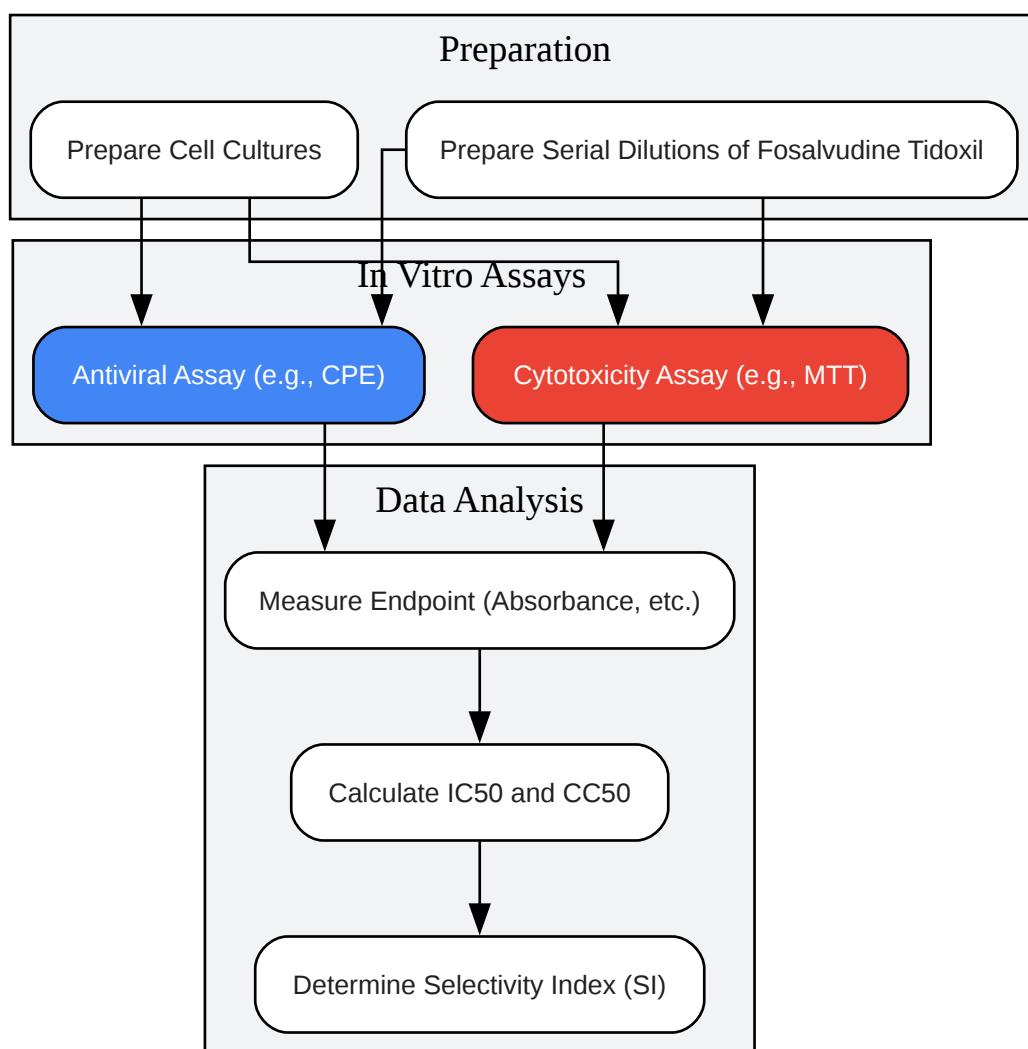 Preparation
Prepare Cell Cultures
Prepare Serial Dilutions of Fosalvudine Tidoxil
In Vitro Assays
Antiviral Assay (e.g., CPE)
Cytotoxicity Assay (e.g., MTT)
Data Analysis
Measure Endpoint (Absorbance, etc.)
Calculate IC50 and CC50
Determine Selectivity Index (SI)